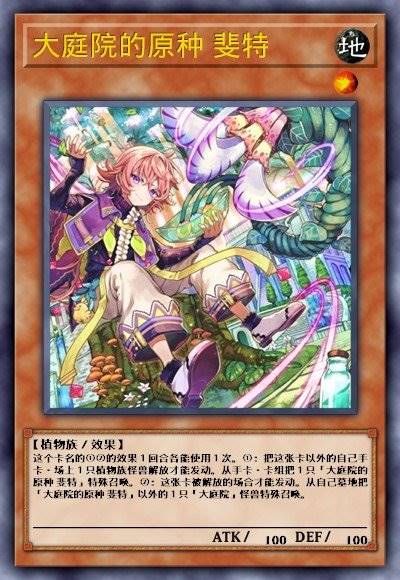 大庭院的原种 斐特
地
【植物族 / 效果】
这个卡名的①②的效果1回合各能使用1次。①：把这张卡以外的自己手
卡・场上1只植物族怪兽解放才能发动。从手卡・卡组把1只「大庭院的原
种 斐特」特殊召唤。②：这张卡被解放的场合才能发动。从自己墓地把
「大庭院的原种 斐特」以外的1只「大庭院」怪兽特殊召唤。
ATK / 100 DEF / 100